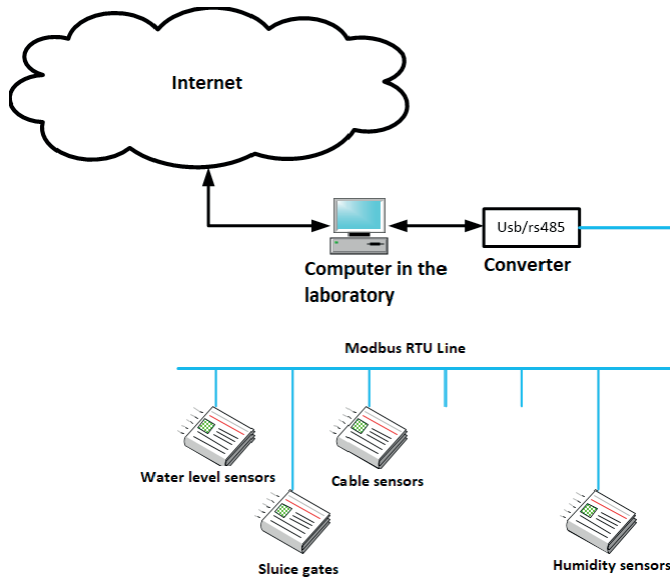 Internet
Usb/rs485
Computer in the
laboratory
Converter
Modbus RTU Line
Water level sensors
Cable sensors
Sluice gates
Humidity sensors